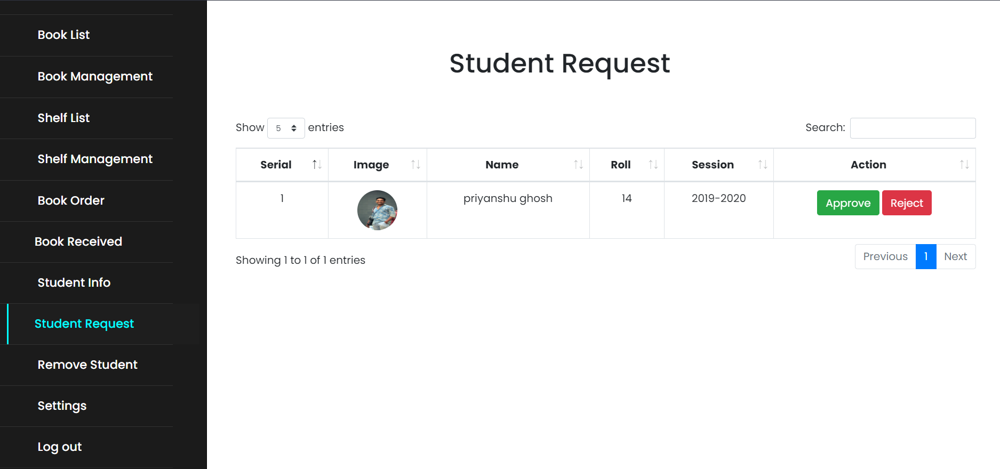 Book List
Book Management
Shelf List
Shelf Management
Book Order
Book Received
Student Info
Student Request
Remove Student
Settings
Log out
Student Request
Show 5 entries
Search:
Serial Image Name Roll Session Action
1 priyanshu ghosh 14 2019-2020 Approve Reject
Showing 1 to 1 of 1 entries
Previous 1 Next